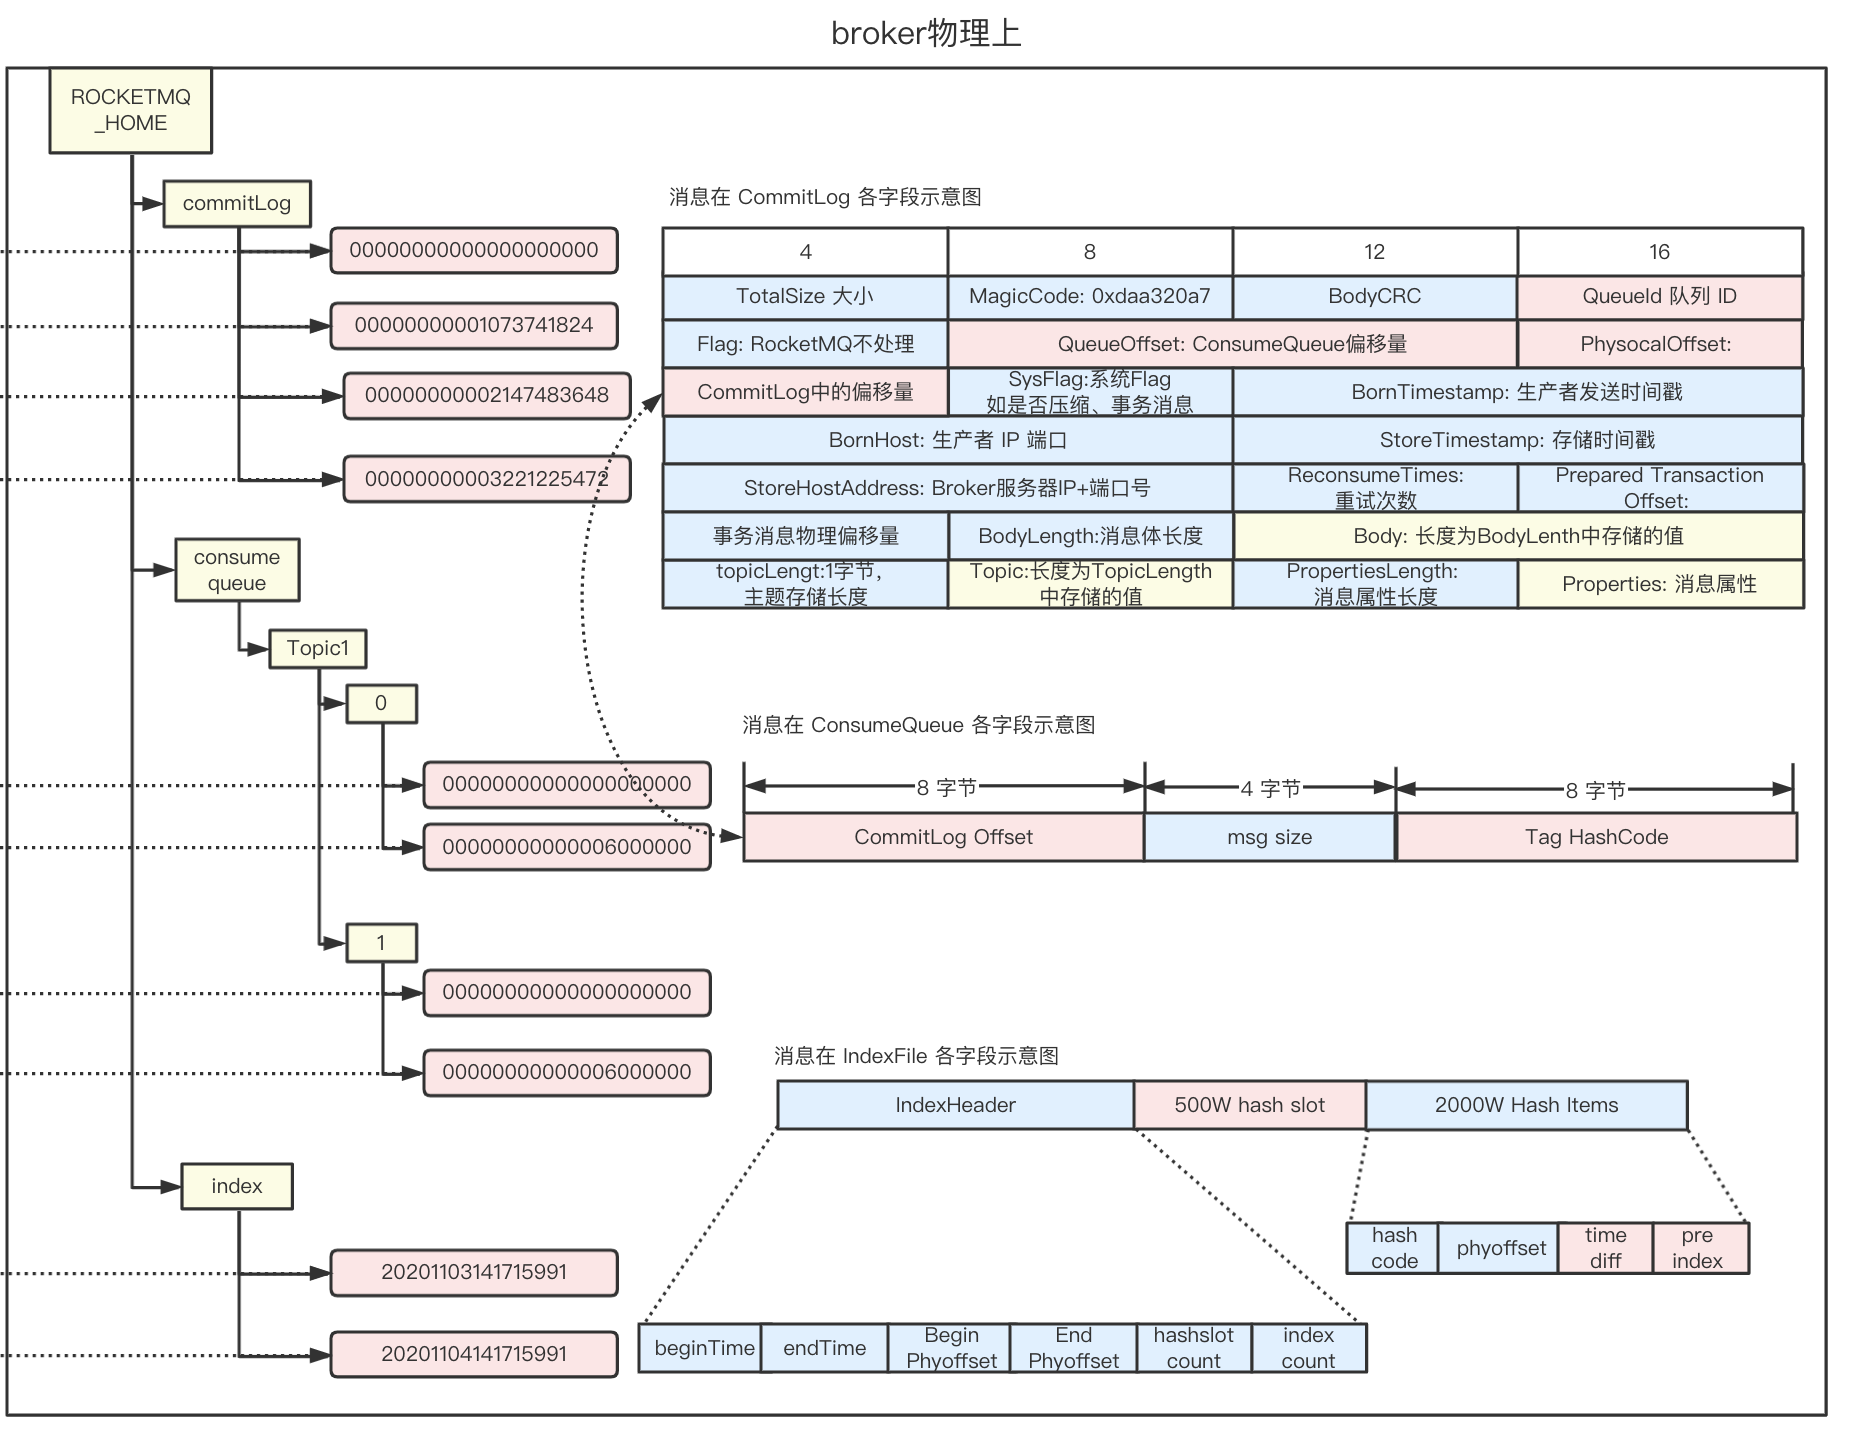 broker物理上
ROCKETMQ
_HOME
commitLog
00000000000000000000
00000000001073741824
00000000002147483648
00000000003221225472
consume
queue
Topic1
0
00000000000000000000
00000000000006000000
1
00000000000000000000
00000000000006000000
index
20201103141715991
20201104141715991
消息在 CommitLog 各字段示意图
4
8
12
16
TotalSize 大小
MagicCode: 0xdaa320a7
BodyCRC
QueueId 队列 ID
Flag: RocketMQ不处理
QueueOffset: ConsumeQueue偏移量
PhysocalOffset:
CommitLog中的偏移量
SysFlag:系统Flag
如是否压缩、事务消息
BornTimestamp: 生产者发送时间戳
BornHost: 生产者 IP 端口
StoreTimestamp: 存储时间戳
StoreHostAddress: Broker服务器IP+端口号
ReconsumeTimes:
重试次数
Prepared Transaction
Offset:
事务消息物理偏移量
BodyLength:消息体长度
Body: 长度为BodyLenth中存储的值
topicLengt:1字节，
主题存储长度
Topic:长度为TopicLength
中存储的值
PropertiesLength:
消息属性长度
Properties: 消息属性
消息在 ConsumeQueue 各字段示意图
8 字节
4 字节
8 字节
CommitLog Offset
msg size
Tag HashCode
消息在 IndexFile 各字段示意图
IndexHeader
500W hash slot
2000W Hash Items
hash
code
phyoffset
time
diff
pre
index
beginTime
endTime
Begin
Phyoffset
End
Phyoffset
hashslot
count
index
count